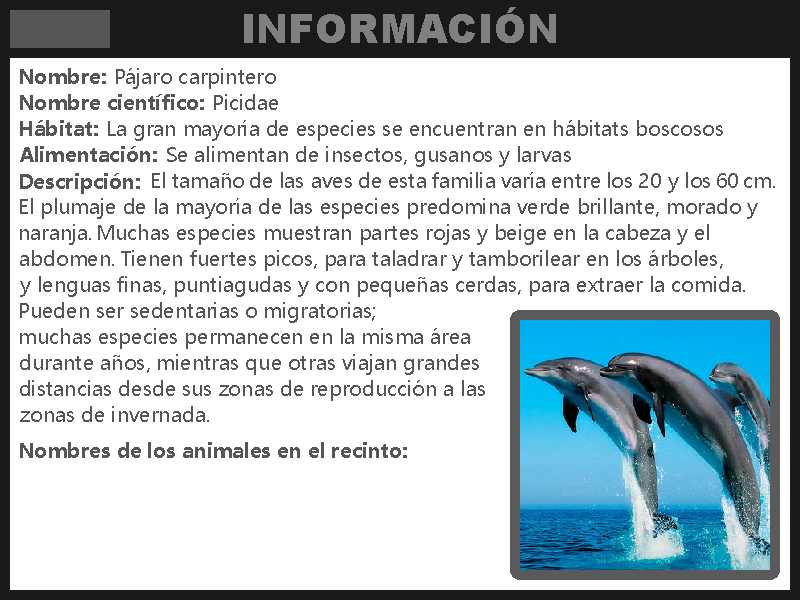 INFORMACIÓN
Nombre: Pájaro carpintero
Nombre científico: Picidae
Hábitat: La gran mayoría de especies se encuentran en hábitats boscosos
Alimentación: Se alimentan de insectos, gusanos y larvas
Descripción: El tamaño de las aves de esta familia varía entre los 20 y los 60 cm.
El plumaje de la mayoría de las especies predomina verde brillante, morado y
naranja. Muchas especies muestran partes rojas y beige en la cabeza y el
abdomen. Tienen fuertes picos, para taladrar y tamborilear en los árboles,
y lenguas finas, puntiagudas y con pequeñas cerdas, para extraer la comida.
Pueden ser sedentarias o migratorias;
muchas especies permanecen en la misma área
durante años, mientras que otras viajan grandes
distancias desde sus zonas de reproducción a las
zonas de invernada.
Nombres de los animales en el recinto: